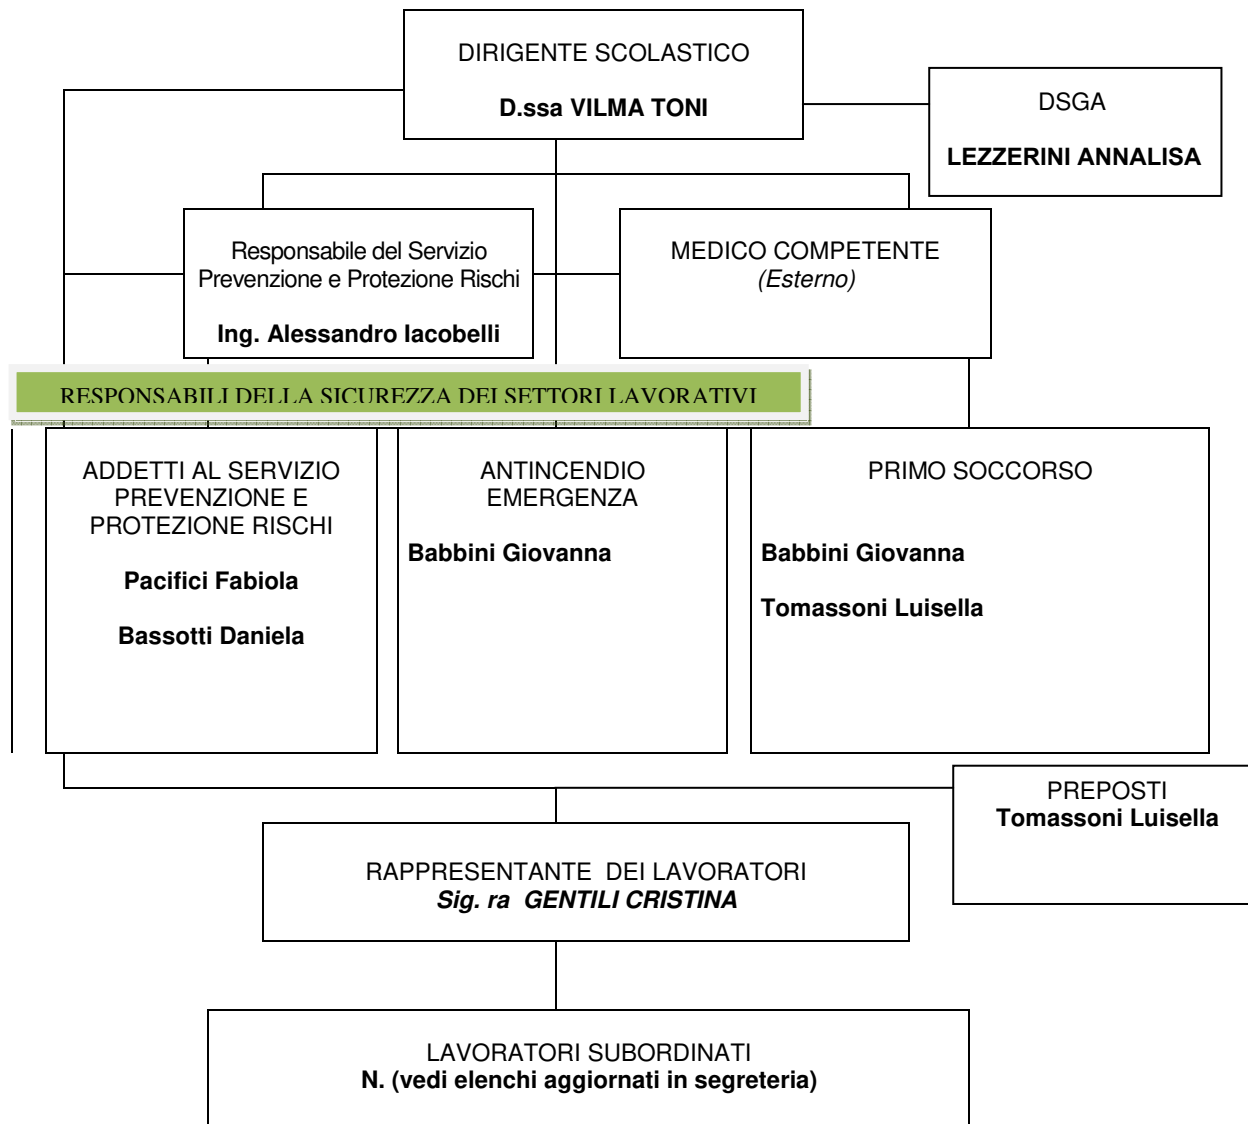 DIRIGENTE SCOLASTICO
D.ssa VILMA TONI
DSGA
LEZZERINI ANNALISA
Responsabile del Servizio
Prevenzione e Protezione Rischi
Ing. Alessandro Iacobelli
MEDICO COMPETENTE
(Esterno)
RESPONSABILI DELLA SICUREZZA DEI SETTORI LAVORATIVI
ADDETTI AL SERVIZIO
PREVENZIONE E
PROTEZIONE RISCHI
Pacifici Fabiola
Bassotti Daniela
ANTINCENDIO
EMERGENZA
Babbini Giovanna
PRIMO SOCCORSO
Babbini Giovanna
Tomassoni Luisella
PREPOSTI
Tomassoni Luisella
RAPPRESENTANTE DEI LAVORATORI
Sig. ra GENTILI CRISTINA
LAVORATORI SUBORDINATI
N. (vedi elenchi aggiornati in segreteria)